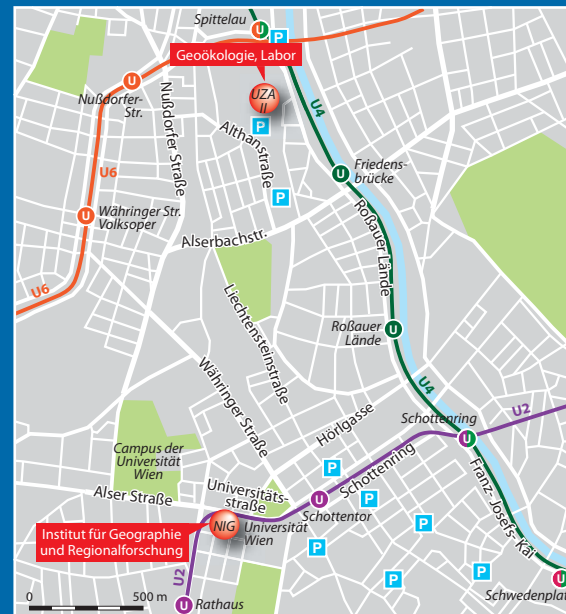 Spittelau
U
P
Geoökologie, Labor
UZA
II
U
Nußdorfer-
Str.
Nußdorfer Straße
P
Althanstraße
U4
U6
Friedens-
brücke
U
P
U
Währinger Str.
Volksoper
Alserbachstr.
Roßauer Lände
U6
Liechtensteinstraße
Roßauer
Lände
U
Währinger Straße
U4
Schottenring
U2
U
Hörlgasse
Campus der
Universität
Wien
P
Schottenring
Franz-Josefs-Kai
Alser Straße
Universitäts-
straße
U
Schottentor
P
P
NIG
Universität
Wien
Institut für Geographie
und Regionalforschung
P
P
P
P
U2
U
Rathaus
P
U
Schwedenplat
0 500 m